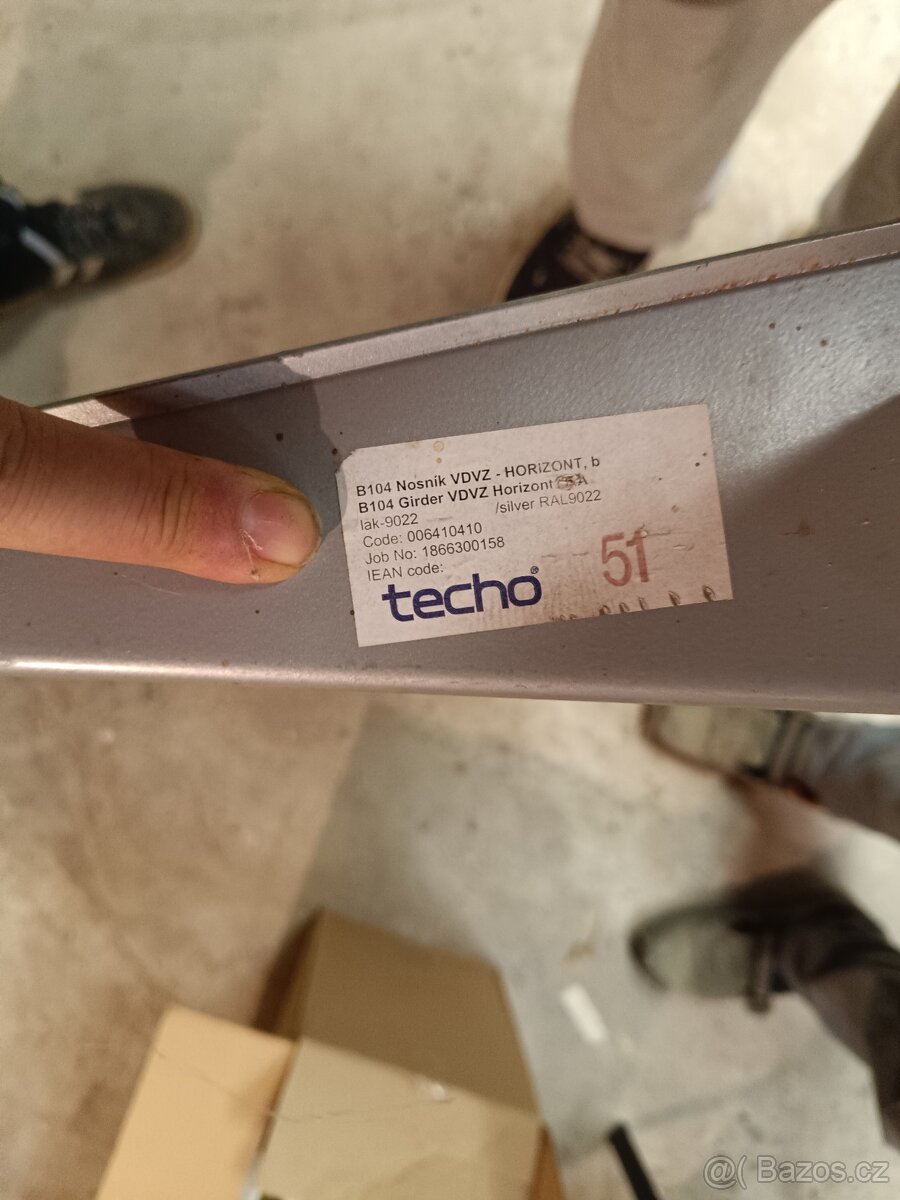 B104 Nosník VDVZ - HORIZONT, b
B104 Girder VDVZ Horizont
lak-9022 /silver RAL9022
Code: 006410410
Job No: 1866300158
IEAN code:
techo®
51
@( Bazos.cz